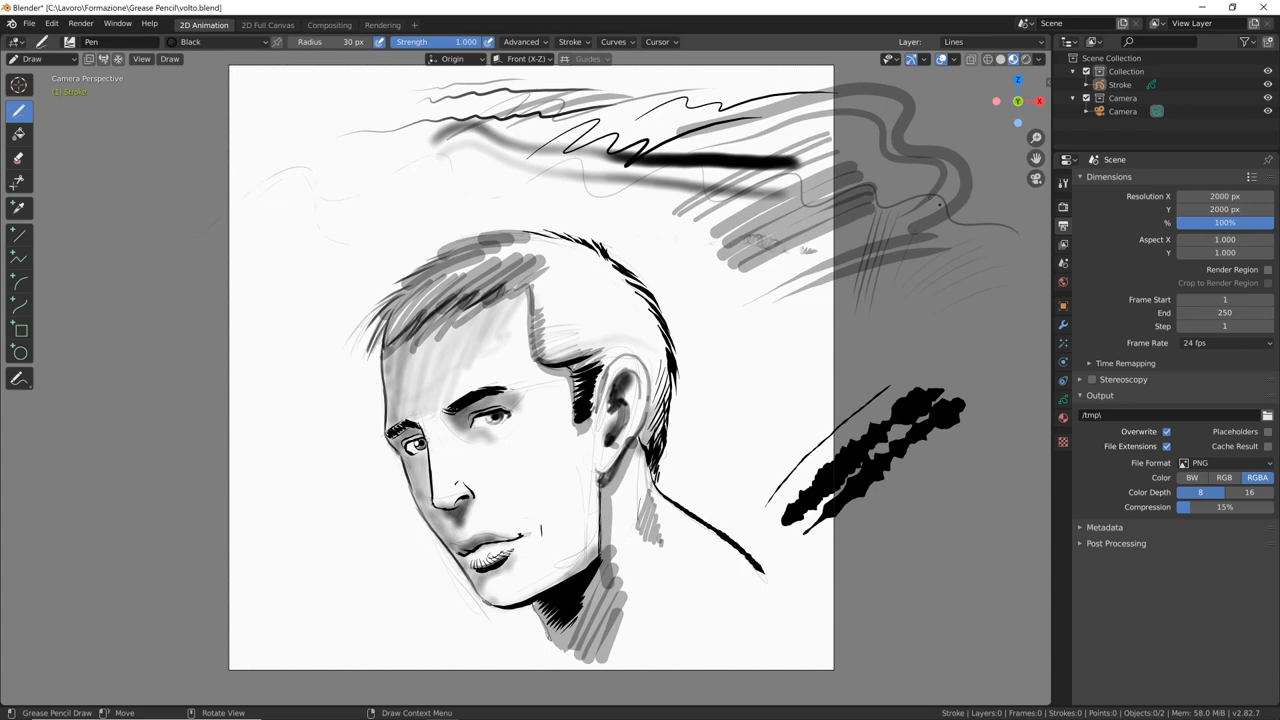 Blender* [C:\Lavoro\Formazione\Grease Pencil\volto.blend]
File Edit Render Window Help 2D Animation 2D Full Canvas Compositing Rendering Scene View Layer
Pen Black Radius 30 px Strength 1.000 Advanced Stroke Curves Cursor Layer: Lines
Draw View Draw Origin Front (X-Z) Guides
Camera Perspective
(1) Stroke
Z
Y
X
Scene Collection
Collection
Stroke
Camera
Camera
Scene
Dimensions
Resolution X 2000 px
Y 2000 px
% 100%
Aspect X 1.000
Y 1.000
Render Region
Crop to Render Region
Frame Start 1
End 250
Step 1
Frame Rate 24 fps
Time Remapping
Stereoscopy
Output
/tmp\
Overwrite Placeholders
File Extensions Cache Result
File Format PNG
Color BW RGB RGBA
Color Depth 8 16
Compression 15%
Metadata
Post Processing
Grease Pencil Draw Move Rotate View Draw Context Menu Stroke | Layers:0 | Frames:0 | Strokes:0 | Points:0 | Objects:0/2 | Mem: 58.0 MiB | v2.82.7